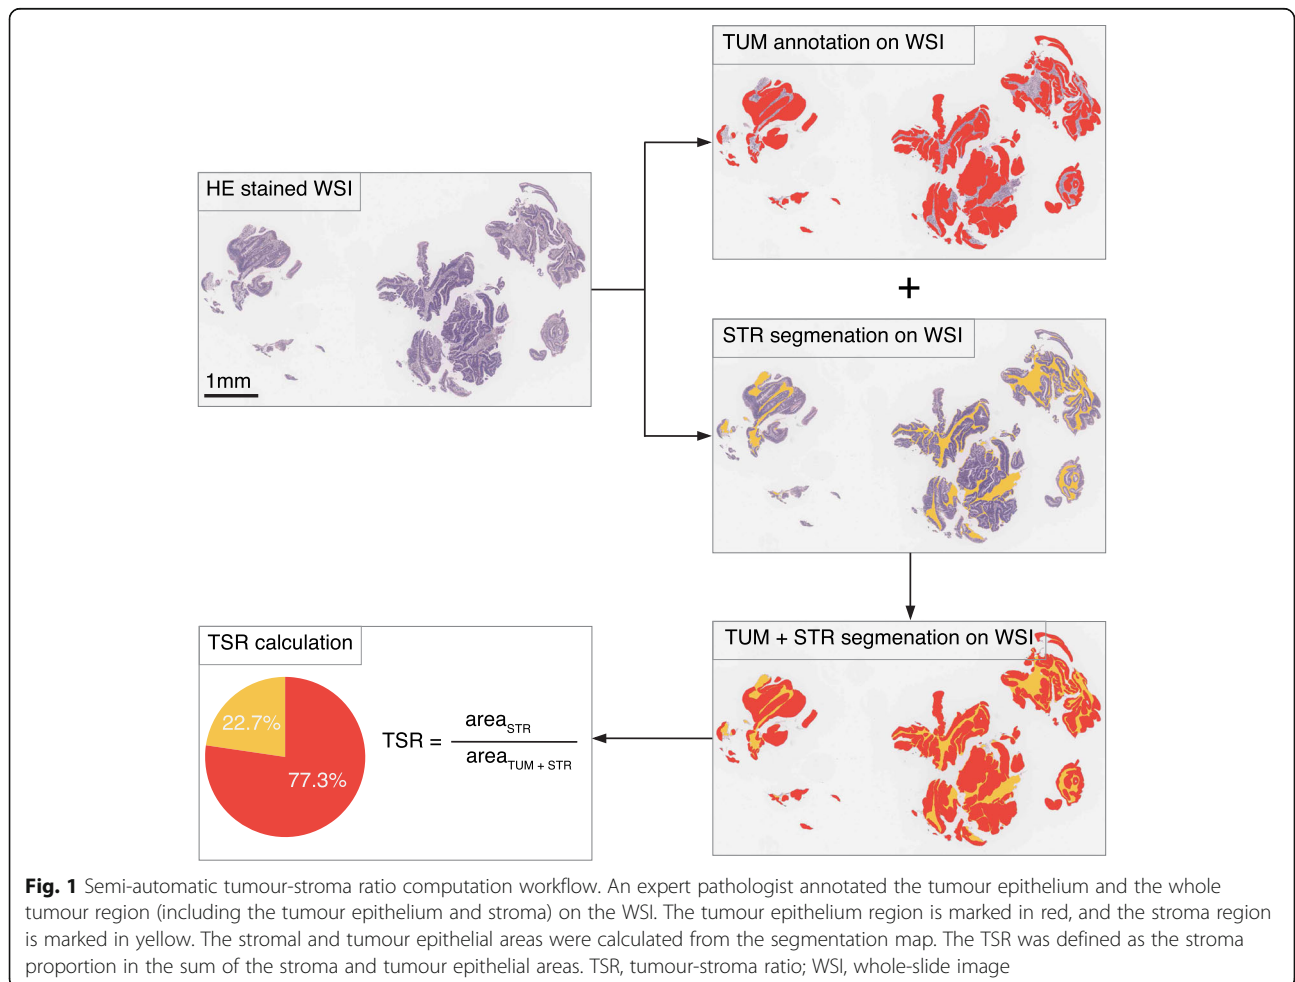 TUM annotation on WSI
HE stained WSI
1mm
+
STR segmenation on WSI
TUM + STR segmenation on WSI
TSR calculation
22.7%
77.3%
TSR = area STR / area TUM + STR
Fig. 1 Semi-automatic tumour-stroma ratio computation workflow. An expert pathologist annotated the tumour epithelium and the whole
tumour region (including the tumour epithelium and stroma) on the WSI. The tumour epithelium region is marked in red, and the stroma region
is marked in yellow. The stromal and tumour epithelial areas were calculated from the segmentation map. The TSR was defined as the stroma
proportion in the sum of the stroma and tumour epithelial areas. TSR, tumour-stroma ratio; WSI, whole-slide image